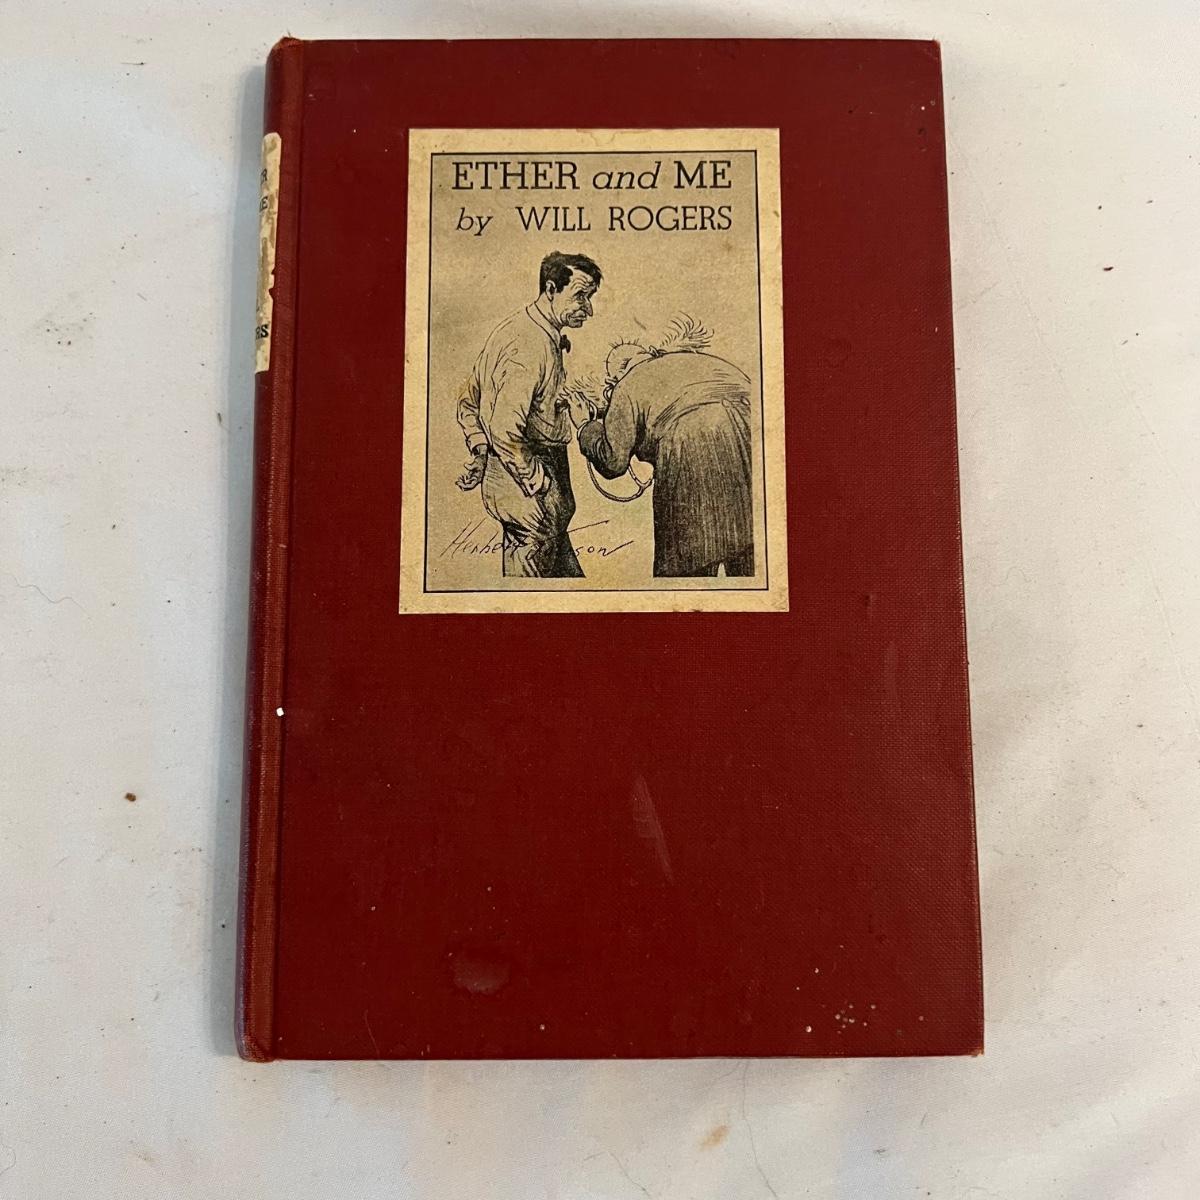 ETHER and ME
by WILL ROGERS